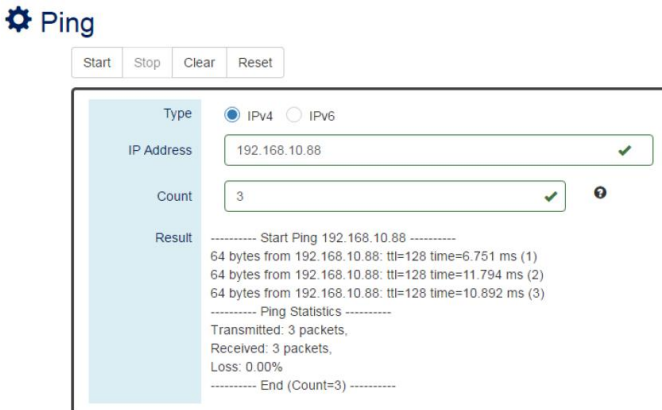 Ping
Start Stop Clear Reset
Type IPv4 IPv6
IP Address 192.168.10.88
Count 3
Result ---------- Start Ping 192.168.10.88 ----------
64 bytes from 192.168.10.88: ttl=128 time=6.751 ms (1)
64 bytes from 192.168.10.88: ttl=128 time=11.794 ms (2)
64 bytes from 192.168.10.88: ttl=128 time=10.892 ms (3)
---------- Ping Statistics ----------
Transmitted: 3 packets,
Received: 3 packets,
Loss: 0.00%
---------- End (Count=3) ----------